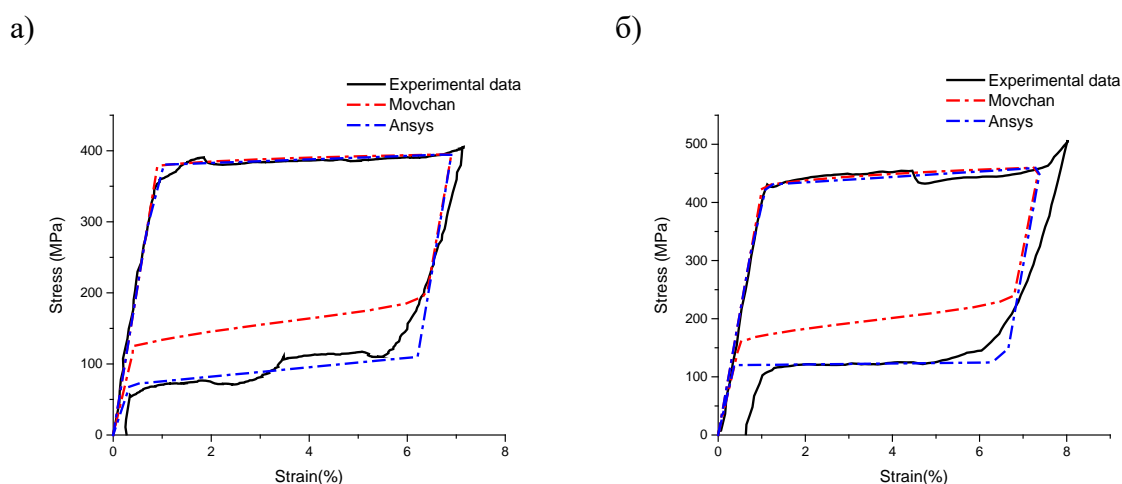 а)
Experimental data
Movchan
Ansys
Stress (MPa)
400
300
200
100
0
0 2 4 6 8
Strain(%)
б)
Experimental data
Movchan
Ansys
Stress (MPa)
500
400
300
200
100
0
0 2 4 6 8
Strain(%)